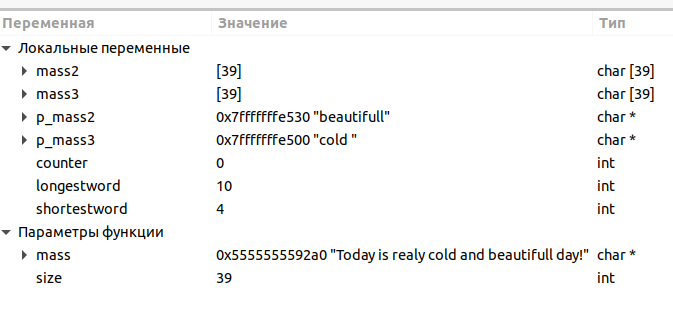 Переменная Значение Тип
Локальные переменные
mass2 [39] char [39]
mass3 [39] char [39]
p_mass2 0x7fffffffe530 "beautifull" char *
p_mass3 0x7fffffffe500 "cold " char *
counter 0 int
longestword 10 int
shortestword 4 int
Параметры функции
mass 0x5555555592a0 "Today is realy cold and beautifull day!" char *
size 39 int